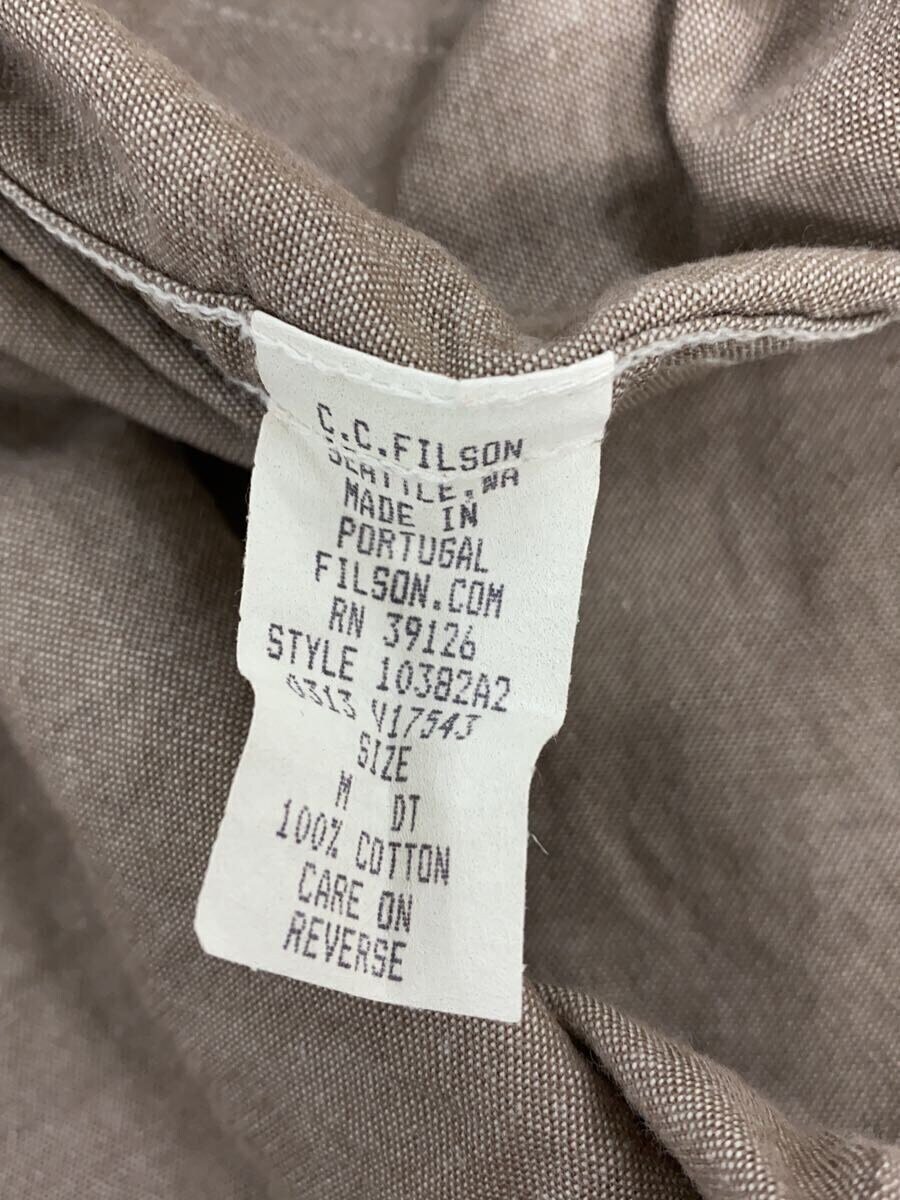 C.C.FILSON
SEATTLE,WA
MADE IN
PORTUGAL
FILSON.COM
RN 39126
STYLE 10382A2
0313 V17543
SIZE
M DT
100% COTTON
CARE ON
REVERSE